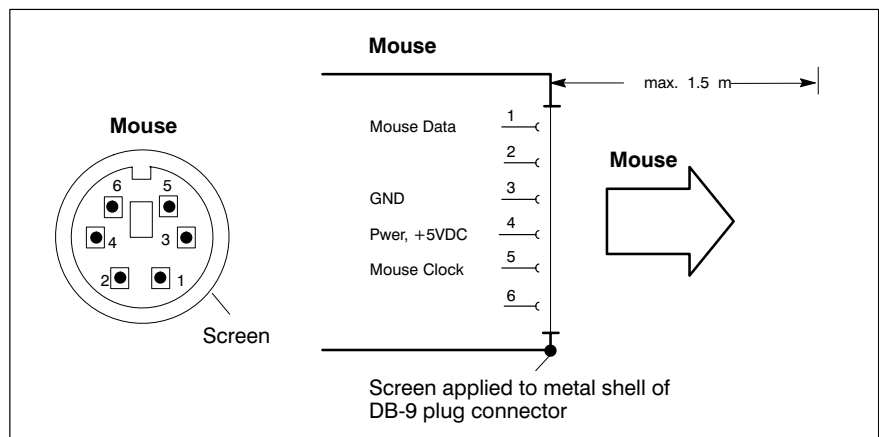 Mouse
max. 1.5 m
Mouse
6 5
4 3
2 1
Screen
Mouse Data 1
2
GND 3
Pwer, +5VDC 4
Mouse Clock 5
6
Mouse
Screen applied to metal shell of
DB-9 plug connector